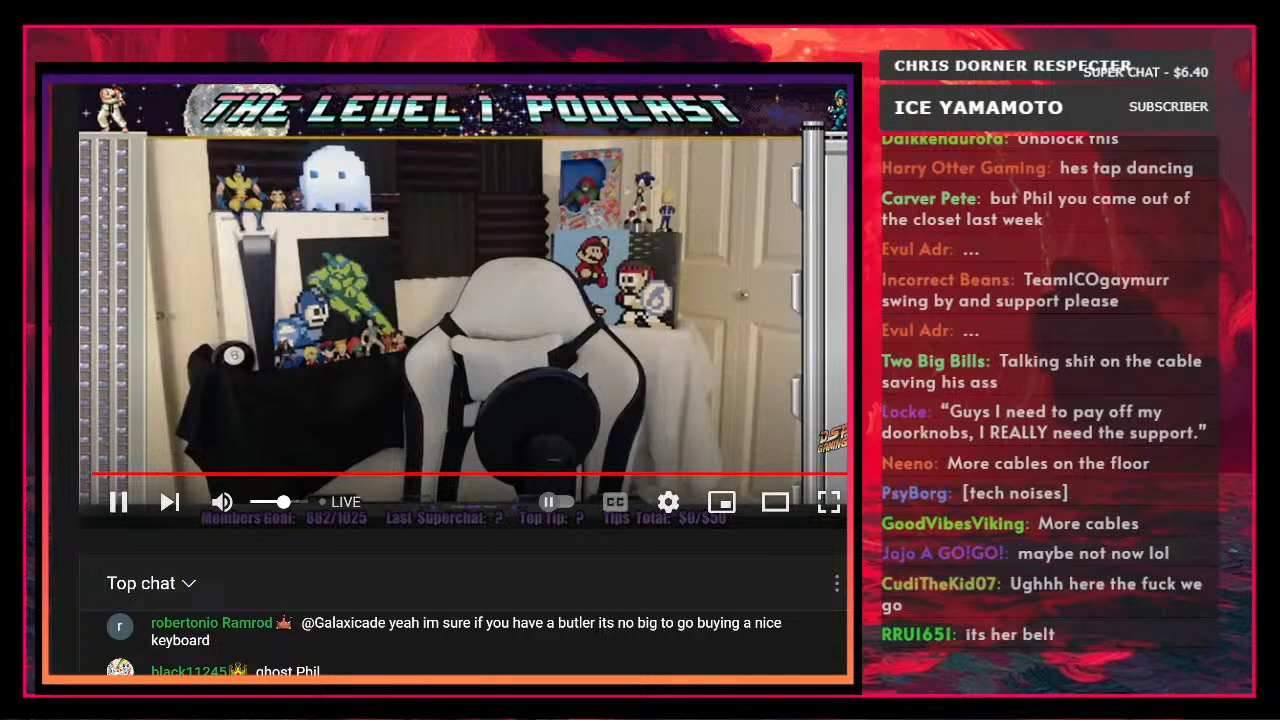 THE LEVEL 1 PODCAST
8
DSP
GAMING
LIVE
CC
Members Goal: 882/1025 Last Superchat: ? Top Tip: ? Tips Total: $0/$50
Top chat
r
robertonio Ramrod @Galaxicade yeah im sure if you have a butler its no big to go buying a nice
keyboard
black11245 ghost Phil
CHRIS DORNER RESPECTER
SUPER CHAT - $6.40
ICE YAMAMOTO SUBSCRIBER
Daikkenaurora: Unblock this
Harry Otter Gaming: hes tap dancing
Carver Pete: but Phil you came out of
the closet last week
Evul Adr: ...
Incorrect Beans: TeamICOgaymurr
swing by and support please
Evul Adr: ...
Two Big Bills: Talking shit on the cable
saving his ass
Locke: “Guys I need to pay off my
doorknobs, I REALLY need the support.”
Neeno: More cables on the floor
PsyBorg: [tech noises]
GoodVibesViking: More cables
Jojo A GO!GO!: maybe not now lol
CudiTheKid07: Ughhh here the fuck we
go
RRU1651: its her belt